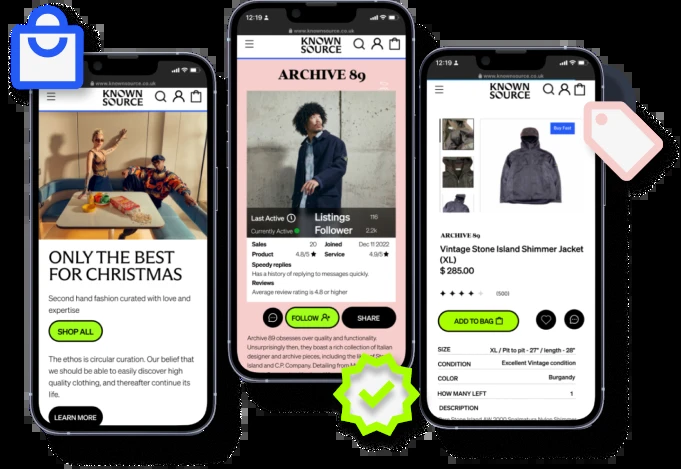 www.knownsource.co.uk
KNOWN
SOURCE
ONLY THE BEST
FOR CHRISTMAS
Second hand fashion curated with love and
expertise
SHOP ALL
The ethos is circular curation. Our belief that
we should be able to easily discover high
quality clothing, and thereafter continue its
life.
LEARN MORE
12:19
www.knownsource.co.uk
KNOWN
SOURCE
ARCHIVE 89
Last Active Listings 116
Currently Active Follower 2.2k
Sales 20 Joined Dec 11 2022
Product 4.8/5 ★ Service 4.9/5 ★
Speedy replies
Has a history of replying to messages quickly.
Reviews
Average review rating is 4.8 or higher
FOLLOW
SHARE
Archive 89 obsesses over quality and functionality.
Unsurprisingly then, they boast a rich collection of Italian
designer and archive pieces, including the
Island and C.P. Company. Detailing from
12:19
www.knownsource.co.uk
KNOWN
SOURCE
Buy Fast
ARCHIVE 89
Vintage Stone Island Shimmer Jacket
(XL)
$ 285.00
(500)
ADD TO BAG
SIZE XL / Pit to pit - 27" / length - 28"
CONDITION Excellent Vintage condition
COLOR Burgandy
HOW MANY LEFT 1
DESCRIPTION